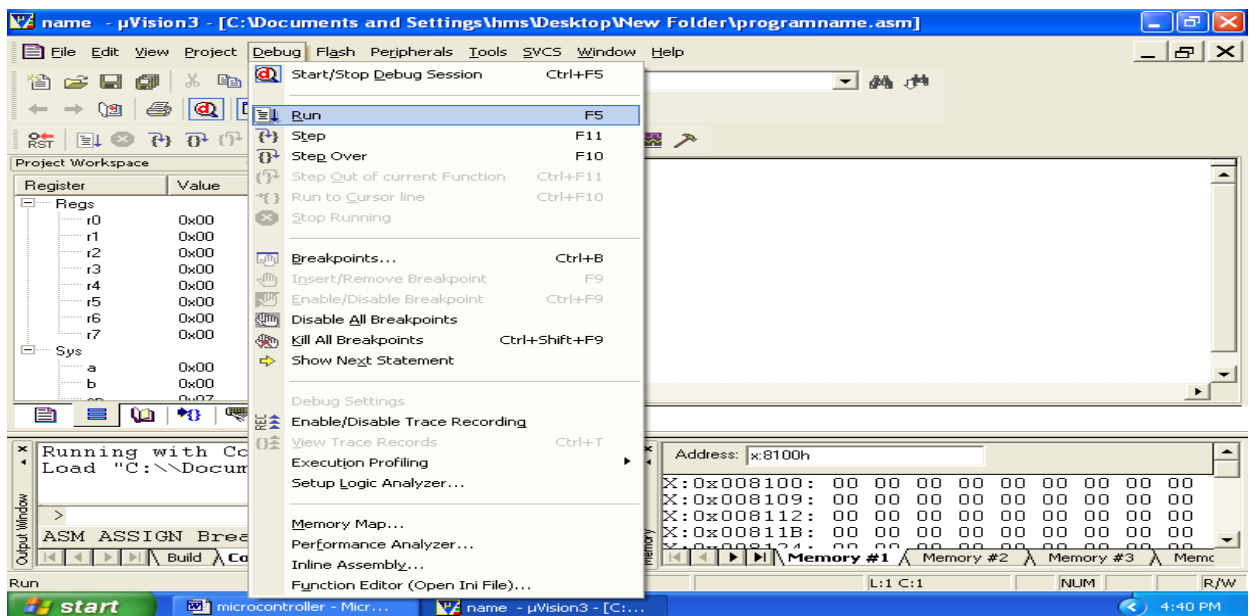 name - µVision3 - [C:\Documents and Settings\hms\Desktop\New Folder\programname.asm]
File Edit View Project Debug Flash Peripherals Tools SVCS Window Help
Start/Stop Debug Session Ctrl+F5
Run F5
Step F11
Step Over F10
Step Out of current Function Ctrl+F11
Run to Cursor line Ctrl+F10
Stop Running
Breakpoints... Ctrl+B
Insert/Remove Breakpoint F9
Enable/Disable Breakpoint Ctrl+F9
Disable All Breakpoints
Kill All Breakpoints Ctrl+Shift+F9
Show Next Statement
Debug Settings
Enable/Disable Trace Recording
View Trace Records Ctrl+T
Execution Profiling
Setup Logic Analyzer...
Memory Map...
Performance Analyzer...
Inline Assembly...
Function Editor (Open Ini File)...
RST
Project Workspace
Register Value
Regs
r0 0x00
r1 0x00
r2 0x00
r3 0x00
r4 0x00
r5 0x00
r6 0x00
r7 0x00
Sys
a 0x00
b 0x00
0x07
Running with Co
Load "C:\\Docum
>
ASM ASSIGN Brea
Output Window
Build Co
REC
Address: x:8100h
X:0x008100: 00 00 00 00 00 00 00 00 00
X:0x008109: 00 00 00 00 00 00 00 00 00
X:0x008112: 00 00 00 00 00 00 00 00 00
X:0x00811B: 00 00 00 00 00 00 00 00 00
Memory #1 Memory #2 Memory #3 Memo
Run L:1 C:1 NUM R/W
start microcontroller - Micr... name - µVision3 - [C:... 4:40 PM